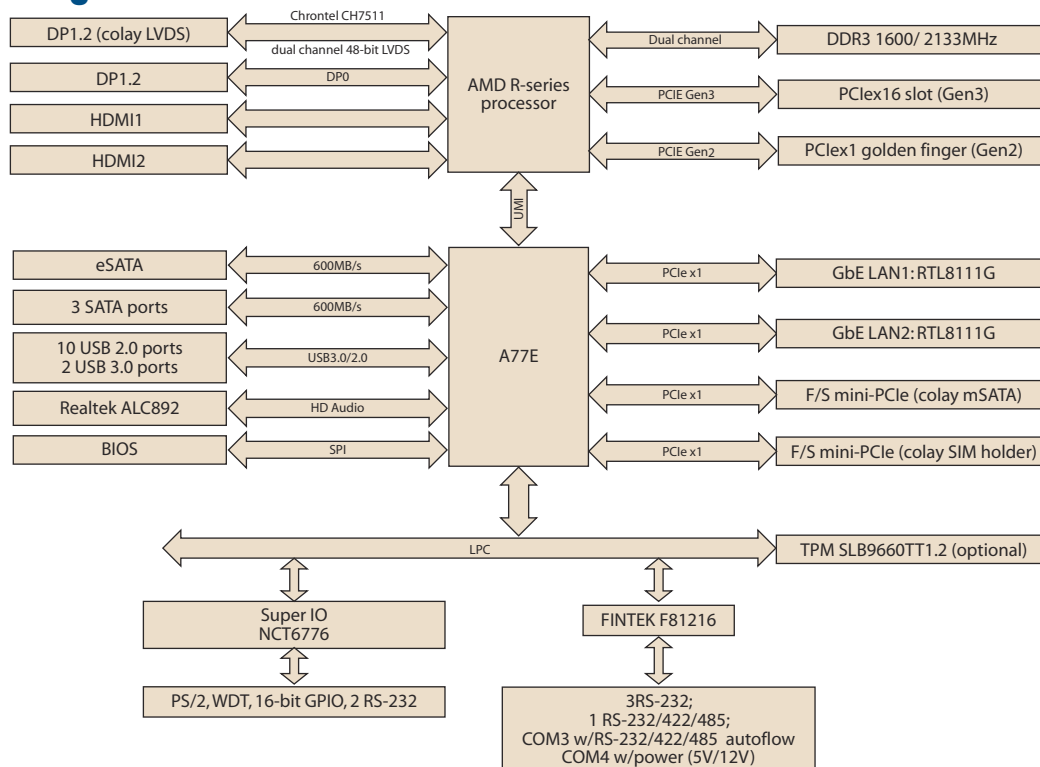 DP1.2 (colay LVDS)
Chrontel CH7511
dual channel 48-bit LVDS
DP1.2
DP0
HDMI1
HDMI2
AMD R-series
processor
Dual channel
DDR3 1600/ 2133MHz
PCIE Gen3
PCIex16 slot (Gen3)
PCIE Gen2
PCIex1 golden finger (Gen2)
UMI
eSATA
600MB/s
3 SATA ports
600MB/s
10 USB 2.0 ports
2 USB 3.0 ports
USB3.0/2.0
Realtek ALC892
HD Audio
BIOS
SPI
A77E
PCIe x1
GbE LAN1: RTL8111G
PCIe x1
GbE LAN2: RTL8111G
PCIe x1
F/S mini-PCIe (colay mSATA)
PCIe x1
F/S mini-PCIe (colay SIM holder)
LPC
TPM SLB9660TT1.2 (optional)
Super IO
NCT6776
FINTEK F81216
PS/2, WDT, 16-bit GPIO, 2 RS-232
3RS-232;
1 RS-232/422/485;
COM3 w/RS-232/422/485 autoflow
COM4 w/power (5V/12V)